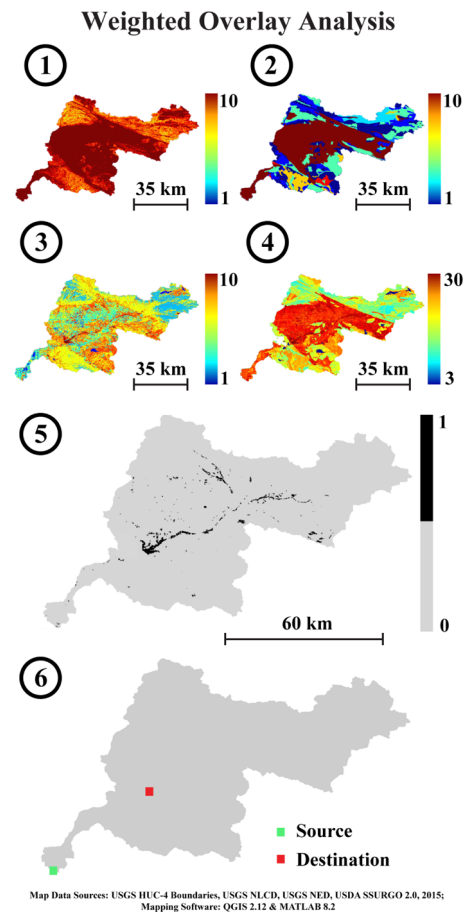 Weighted Overlay Analysis
1
2
10
1
35 km
10
1
35 km
3
4
10
1
35 km
30
3
35 km
5
1
0
60 km
6
Source
Destination
Map Data Sources: USGS HUC-4 Boundaries, USGS NLCD, USGS NED, USDA SSURGO 2.0, 2015;
Mapping Software: QGIS 2.12 & MATLAB 8.2